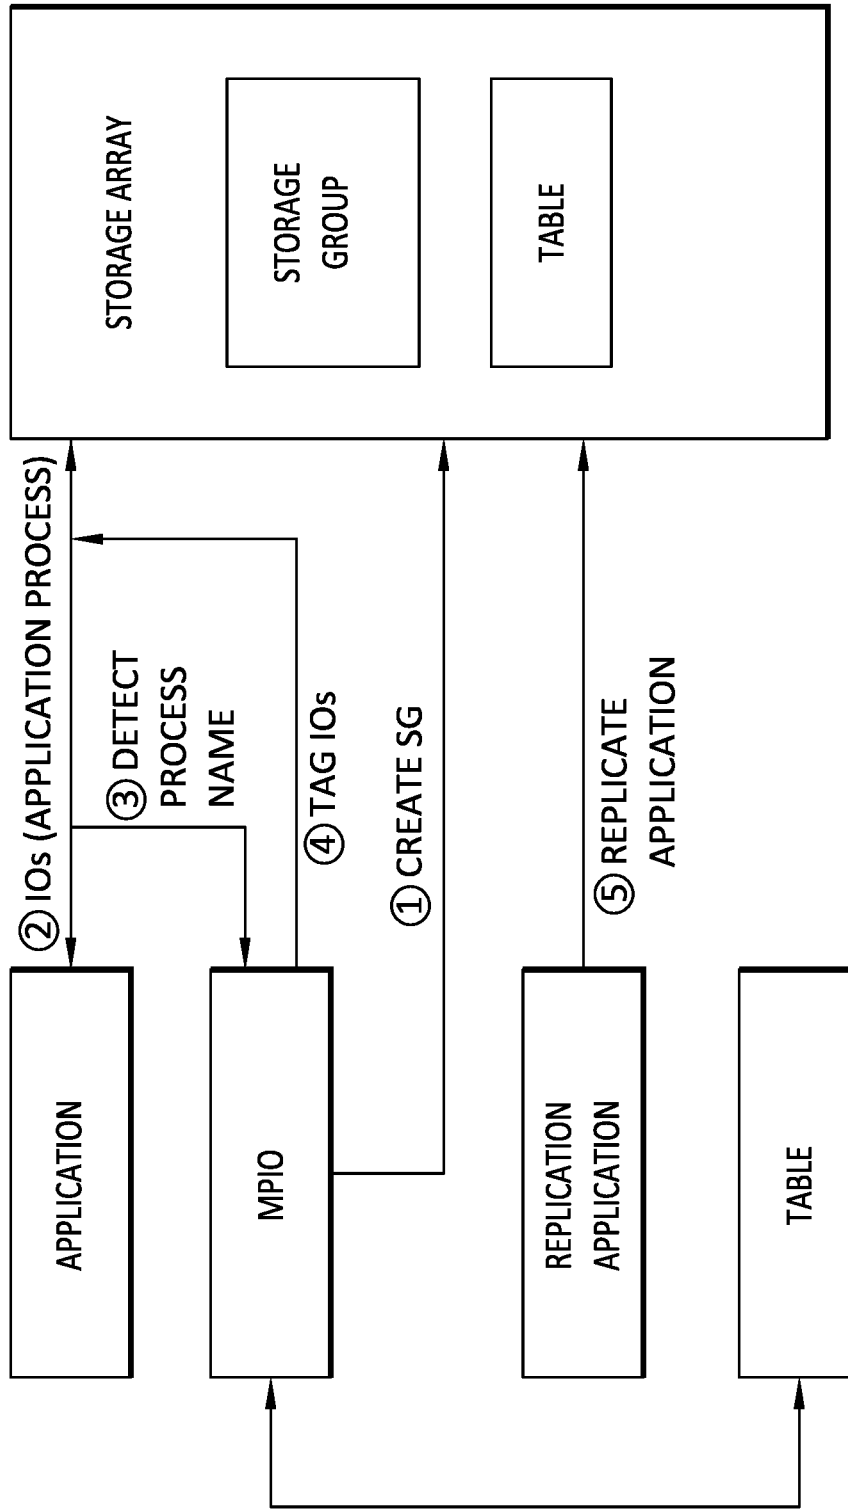 APPLICATION
② IOs (APPLICATION PROCESS)
③ DETECT
PROCESS
NAME
MPIO
④ TAG IOs
① CREATE SG
REPLICATION
APPLICATION
⑤ REPLICATE
APPLICATION
TABLE
STORAGE ARRAY
STORAGE
GROUP
TABLE